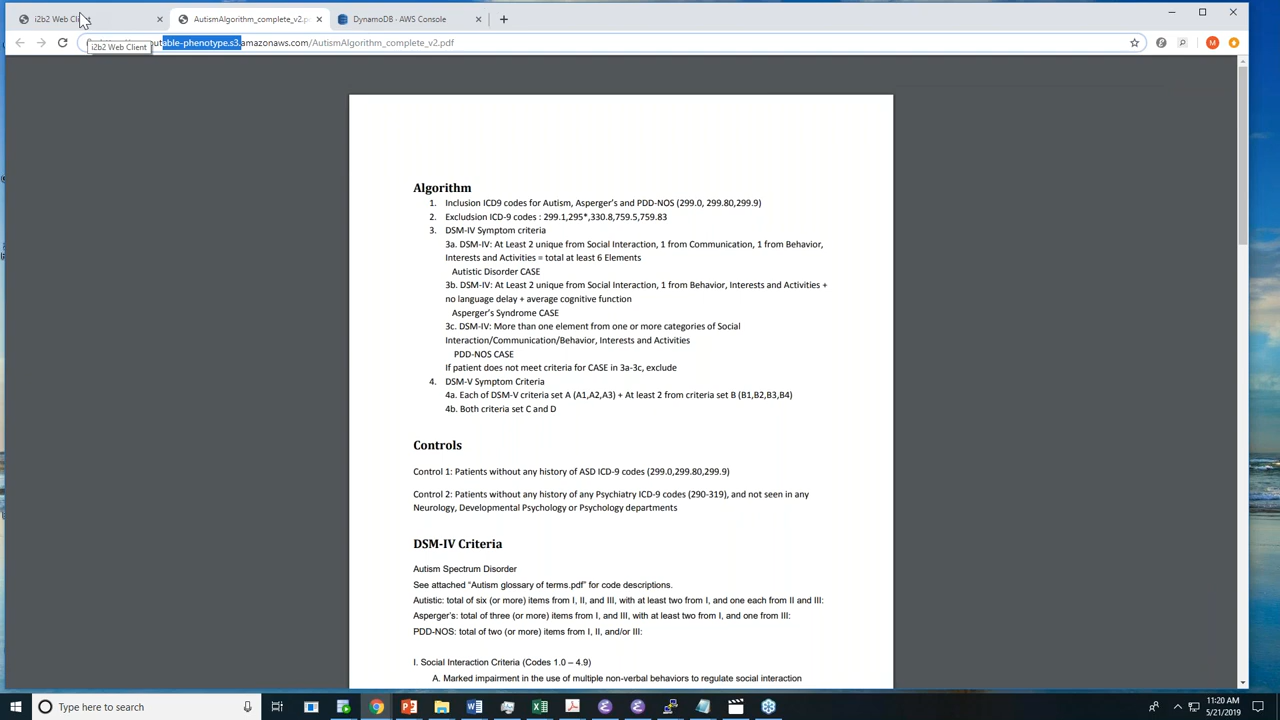 i2b2 Web Cli
AutismAlgorithm_complete_v2.p
DynamoDB - AWS Console
able-phenotype.s3.amazonaws.com/AutismAlgorithm_complete_v2.pdf
i2b2 Web Client
M
Algorithm
1. Inclusion ICD9 codes for Autism, Asperger's and PDD-NOS (299.0, 299.80,299.9)
2. Excludsion ICD-9 codes : 299.1,295*,330.8,759.5,759.83
3. DSM-IV Symptom criteria
3a. DSM-IV: At Least 2 unique from Social Interaction, 1 from Communication, 1 from Behavior,
Interests and Activities = total at least 6 Elements
Autistic Disorder CASE
3b. DSM-IV: At Least 2 unique from Social Interaction, 1 from Behavior, Interests and Activities +
no language delay + average cognitive function
Asperger's Syndrome CASE
3c. DSM-IV: More than one element from one or more categories of Social
Interaction/Communication/Behavior, Interests and Activities
PDD-NOS CASE
If patient does not meet criteria for CASE in 3a-3c, exclude
4. DSM-V Symptom Criteria
4a. Each of DSM-V criteria set A (A1,A2,A3) + At least 2 from criteria set B (B1,B2,B3,B4)
4b. Both criteria set C and D
Controls
Control 1: Patients without any history of ASD ICD-9 codes (299.0,299.80,299.9)
Control 2: Patients without any history of any Psychiatry ICD-9 codes (290-319), and not seen in any
Neurology, Developmental Psychology or Psychology departments
DSM-IV Criteria
Autism Spectrum Disorder
See attached "Autism glossary of terms.pdf" for code descriptions.
Autistic: total of six (or more) items from I, II, and III, with at least two from I, and one each from II and III:
Asperger's: total of three (or more) items from I, and III, with at least two from I, and one from III:
PDD-NOS: total of two (or more) items from I, II, and/or III:
I. Social Interaction Criteria (Codes 1.0 – 4.9)
A. Marked impairment in the use of multiple non-verbal behaviors to regulate social interaction
Type here to search
11:20 AM
5/21/2019